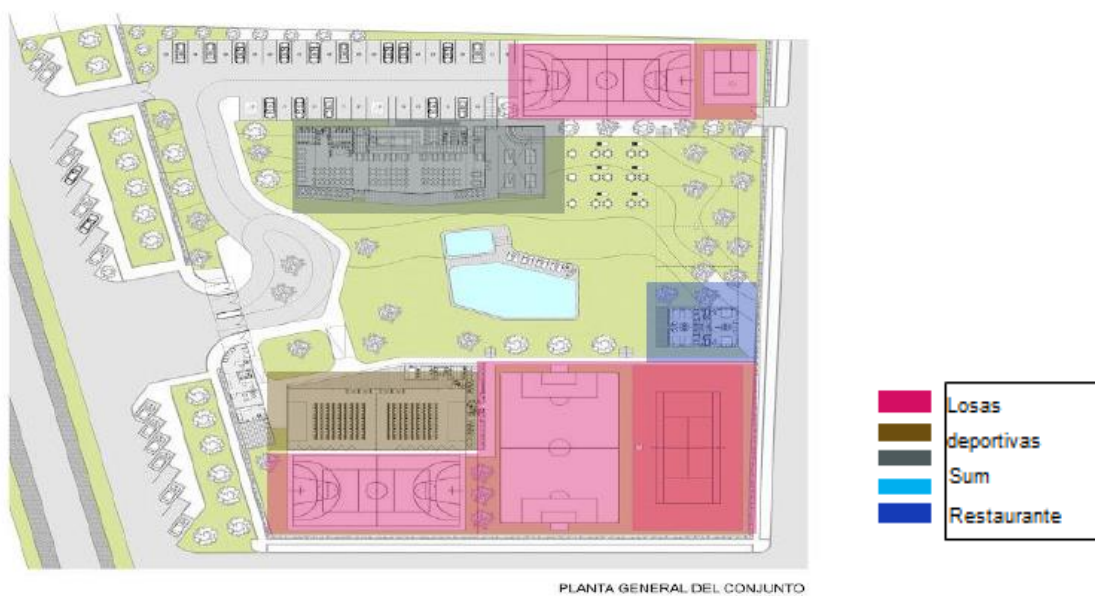 Losas
deportivas
Sum
Restaurante
PLANTA GENERAL DEL CONJUNTO